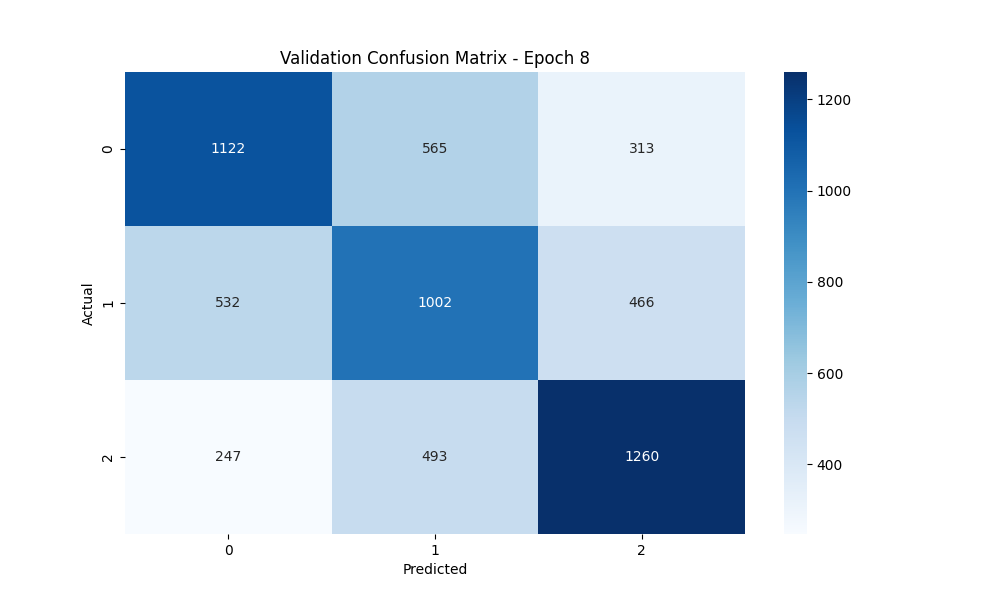 Validation Confusion Matrix - Epoch 8
1200
0 1122 565 313
1000
Actual
1 532 1002 466
800
600
2 247 493 1260
400
0 1 2
Predicted